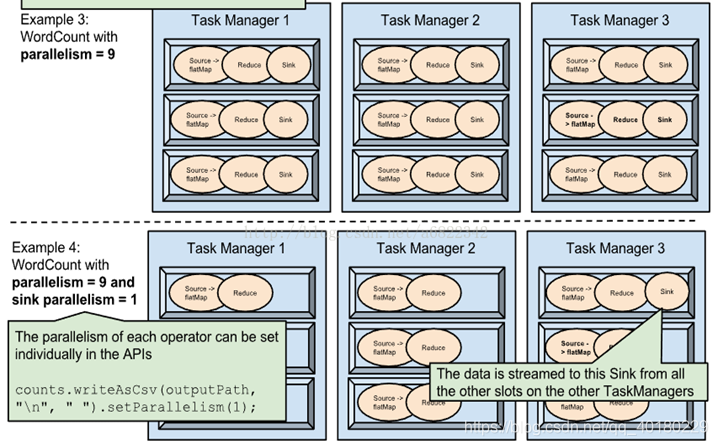 Example 3:
WordCount with
parallelism = 9
Task Manager 1
Source ->
flatMap
Reduce
Sink
Source ->
flatMap
Reduce
Sink
Source ->
flatMap
Reduce
Sink
Task Manager 2
Source ->
flatMap
Reduce
Sink
Source ->
flatMap
Reduce
Sink
Source ->
flatMap
Reduce
Sink
Task Manager 3
Source ->
flatMap
Reduce
Sink
Source -
> flatMap
Reduce
Sink
Source ->
flatMap
Reduce
Sink
Example 4:
WordCount with
parallelism = 9 and
sink parallelism = 1
The parallelism of each operator can be set
individually in the APIs
counts.writeAsCsv(outputPath,
"\n", " ").setParallelism(1);
Task Manager 1
Source ->
flatMap
Reduce
Task Manager 2
Source ->
flatMap
Reduce
Source ->
flatMap
Reduce
Source ->
flatMap
Task Manager 3
Source ->
flatMap
Reduce
Sink
Source -
> flatMap
The data is streamed to this Sink from all
the other slots on the other TaskManagers
https://blog.csdn.net/qq_40180229